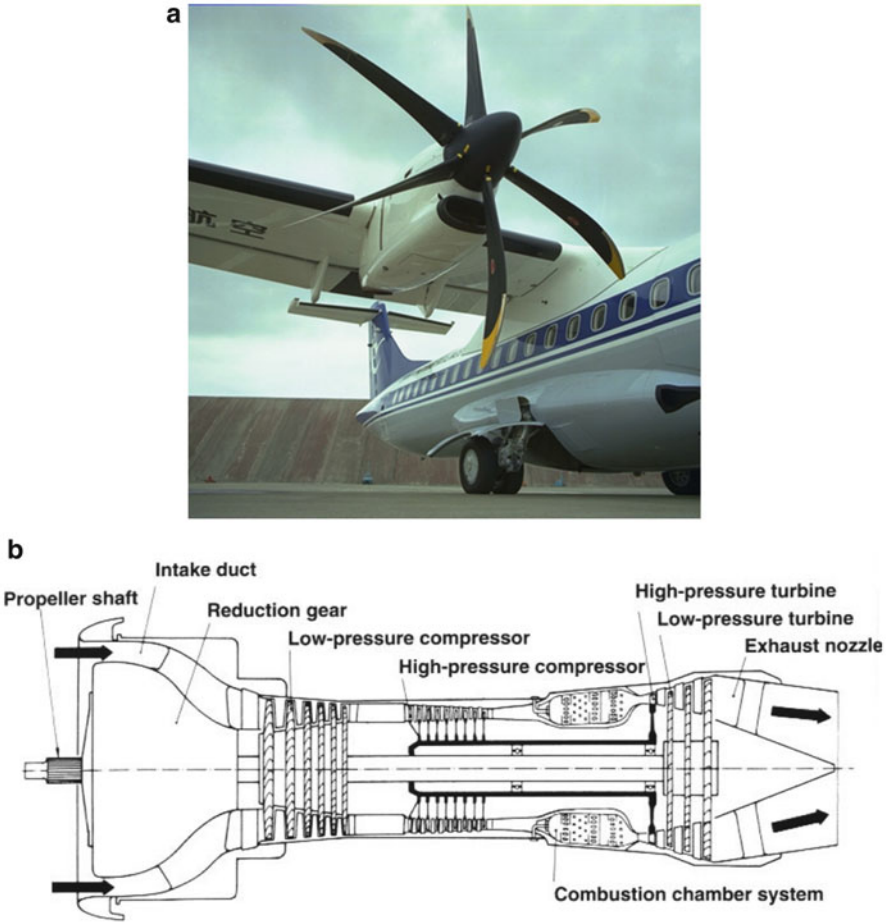 a
航空
b
Intake duct
Propeller shaft
Reduction gear
Low-pressure compressor
High-pressure compressor
High-pressure turbine
Low-pressure turbine
Exhaust nozzle
Combustion chamber system